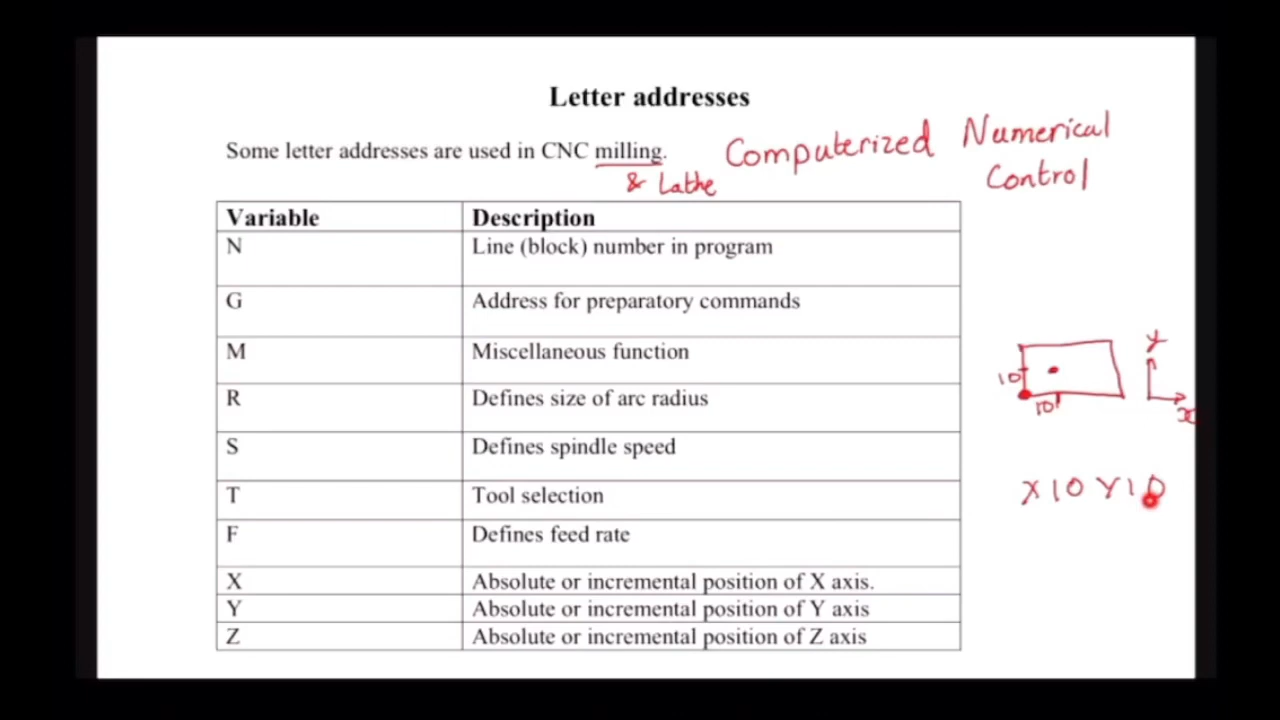 Letter addresses
Some letter addresses are used in CNC milling. Computerized Numerical
& Lathe Control
Variable Description
N Line (block) number in program
G Address for preparatory commands
M Miscellaneous function
R Defines size of arc radius
S Defines spindle speed
T Tool selection
F Defines feed rate
X Absolute or incremental position of X axis.
Y Absolute or incremental position of Y axis
Z Absolute or incremental position of Z axis
Y
10
10
x
X10 Y10